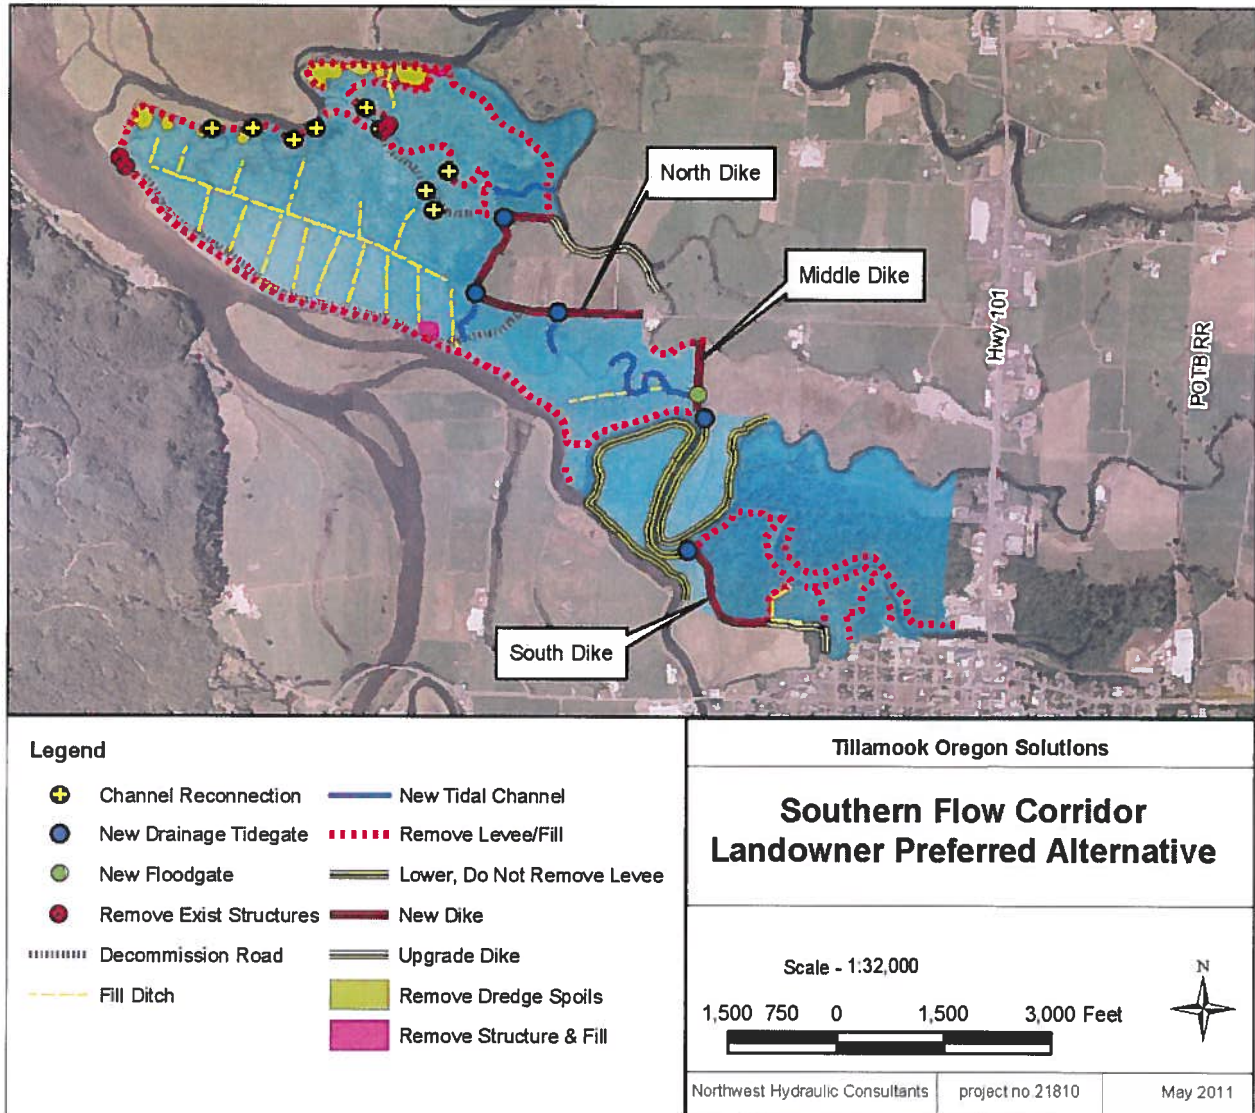 North Dike
Middle Dike
Hwy 101
POTB RR
South Dike
Legend
Channel Reconnection
New Drainage Tidegate
New Floodgate
Remove Exist Structures
Decommission Road
Fill Ditch
New Tidal Channel
Remove Levee/Fill
Lower, Do Not Remove Levee
New Dike
Upgrade Dike
Remove Dredge Spoils
Remove Structure & Fill
Tillamook Oregon Solutions
Southern Flow Corridor
Landowner Preferred Alternative
Scale - 1:32,000
1,500 750 0 1,500 3,000 Feet
N
Northwest Hydraulic Consultants
project no.21810
May 2011